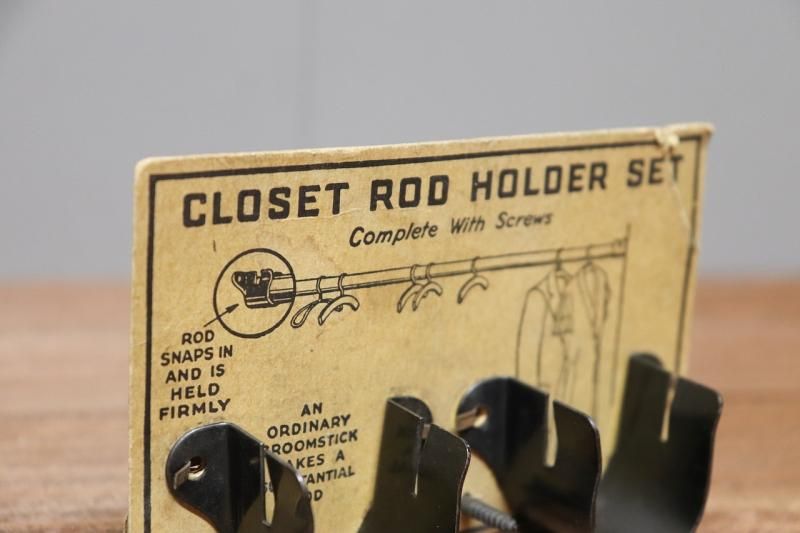 CLOSET ROD HOLDER SET
Complete With Screws
ROD
SNAPS IN
AND IS
HELD
FIRMLY
AN
ORDINARY